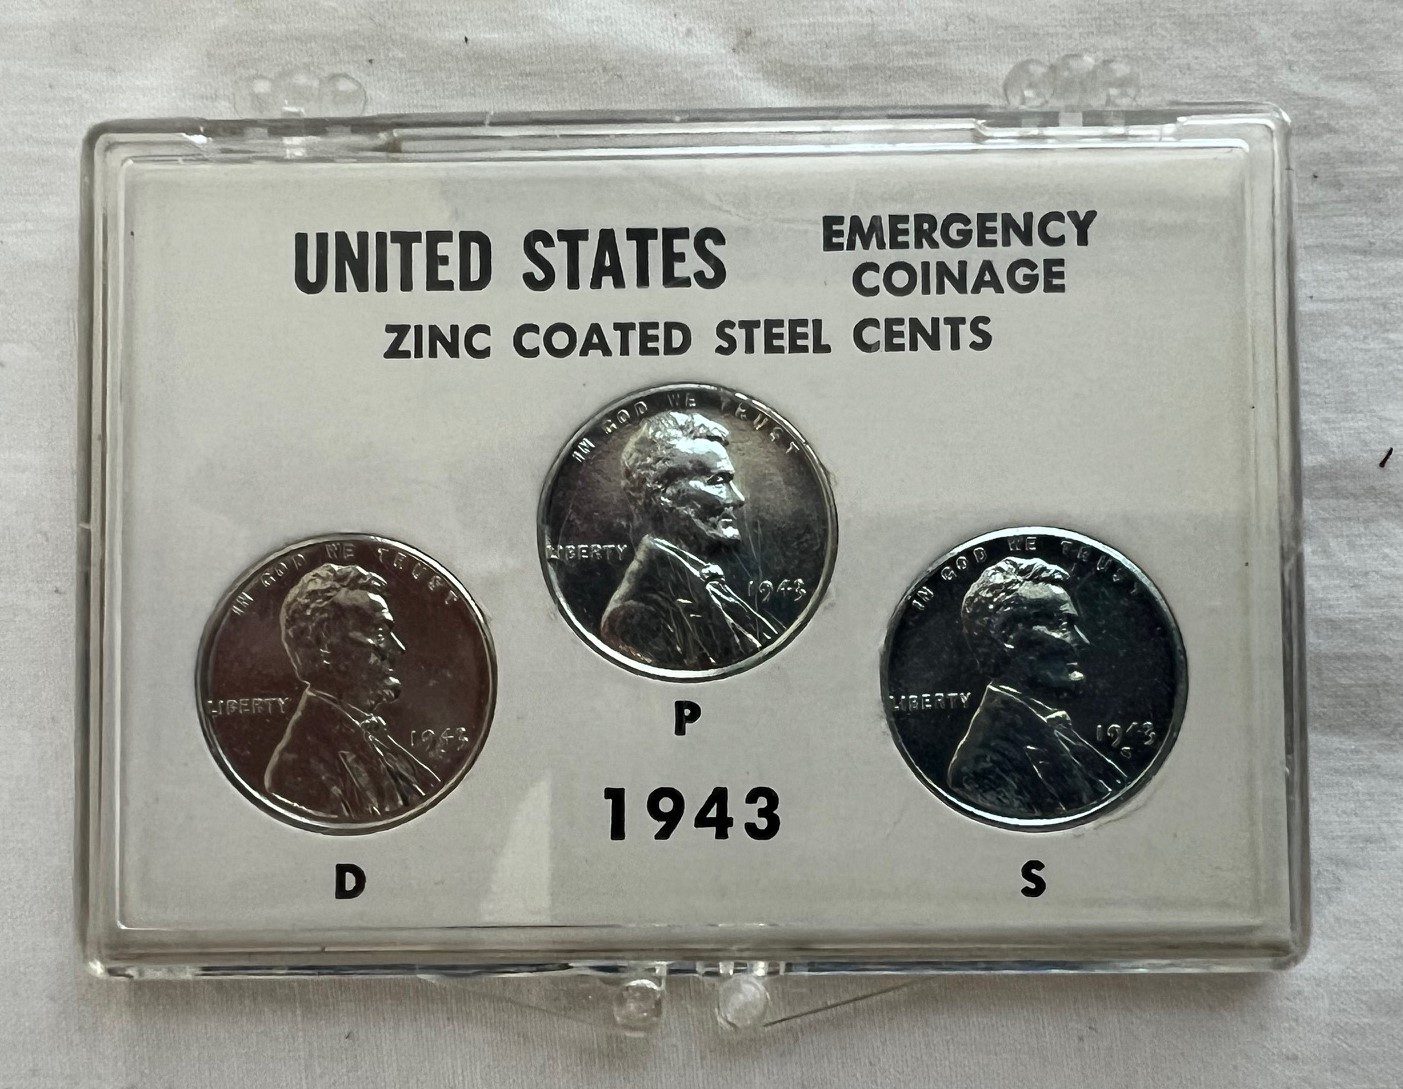 UNITED STATES
EMERGENCY
COINAGE
ZINC COATED STEEL CENTS
IN GOD WE TRUST
LIBERTY
1943
P
IN GOD WE TRUST
LIBERTY
1943
D
D
IN GOD WE TRUST
LIBERTY
1943
S
S
1943